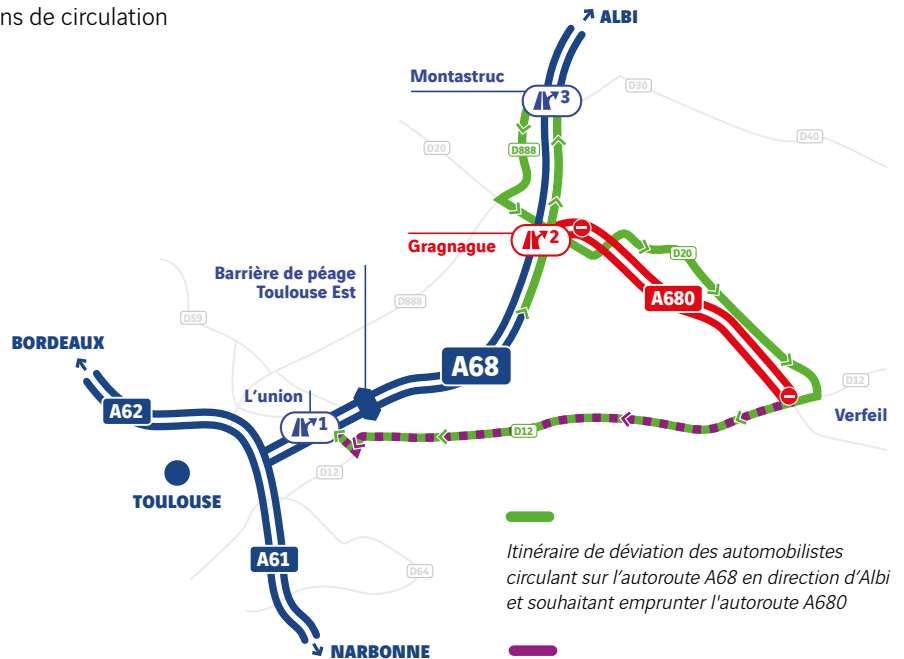 ns de circulation
ALBI
Montastruc
3
D30
D40
D20
D888
2
Gragnague
D20
Barrière de péage
Toulouse Est
A680
D888
D59
BORDEAUX
A68
D12
L'union
A62
1
Verfeil
D12
D12
TOULOUSE
A61
D64
Itinéraire de déviation des automobilistes
circulant sur l'autoroute A68 en direction d'Albi
et souhaitant emprunter l'autoroute A680
NARBONNE